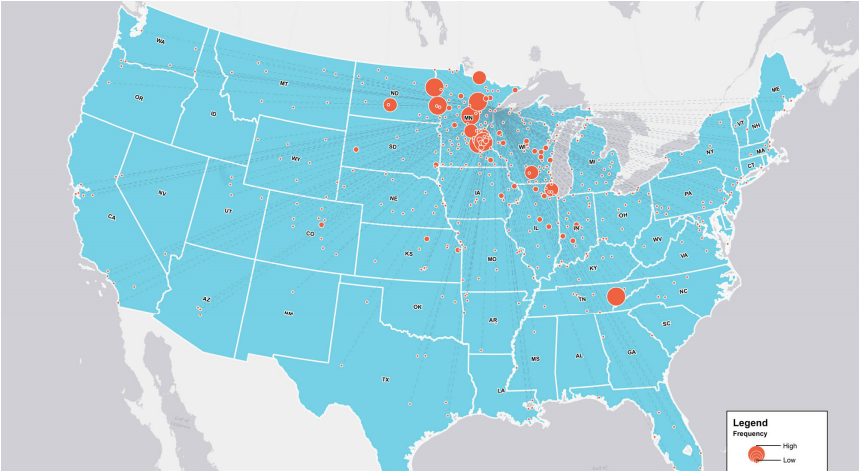 WA
ME
MT
ND
VT
NH
OR
MN
ID
SD
WI
NT
MA
MI
CT
WY
IA
PA
NV
NE
UT
IL
IN
OH
CA
CO
WV
KS
MO
VA
KY
AZ
NM
OK
TN
NC
AR
SC
MS
AL
GA
TX
LA
Legend
Frequency
High
Low